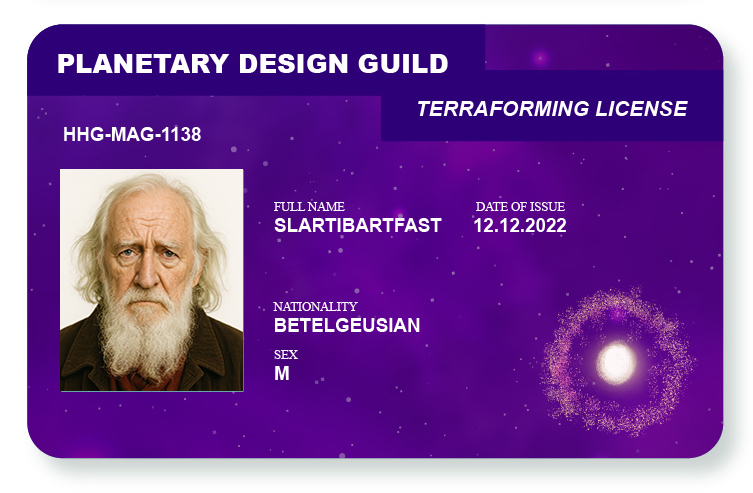 PLANETARY DESIGN GUILD
TERRAFORMING LICENSE
HHG-MAG-1138
FULL NAME
SLARTIBARTFAST
DATE OF ISSUE
12.12.2022
NATIONALITY
BETELGEUSIAN
SEX
M